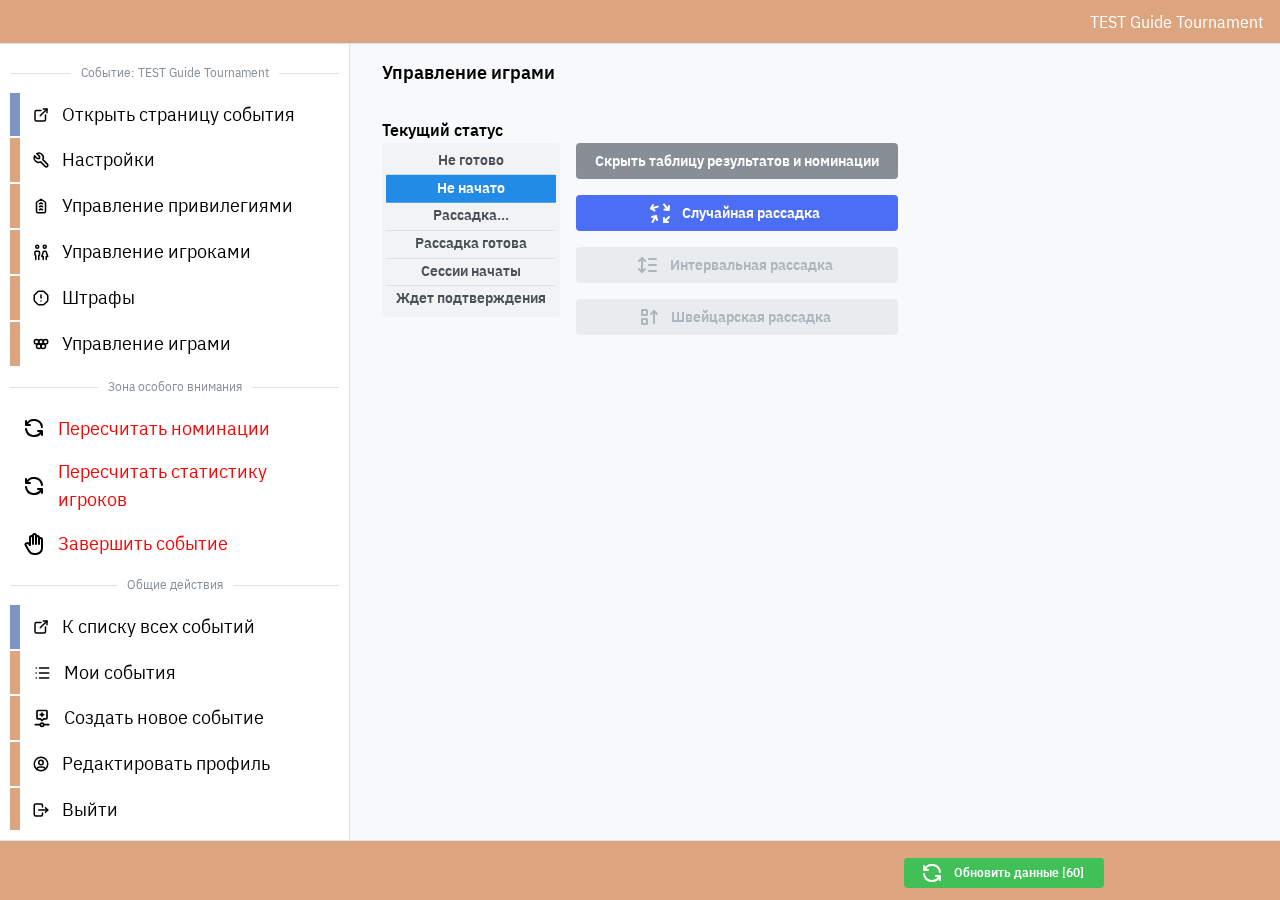 TEST Guide Tournament
Событие: TEST Guide Tournament
Открыть страницу события
Настройки
Управление привилегиями
Управление игроками
Штрафы
Управление играми
Зона особого внимания
Пересчитать номинации
Пересчитать статистику
игроков
Завершить событие
Общие действия
К списку всех событий
Мои события
Создать новое событие
Редактировать профиль
Выйти
Управление играми
Текущий статус
Не готово
Не начато
Рассадка...
Рассадка готова
Сессии начаты
Ждет подтверждения
Скрыть таблицу результатов и номинации
Случайная рассадка
Интервальная рассадка
Швейцарская рассадка
Обновить данные [60]